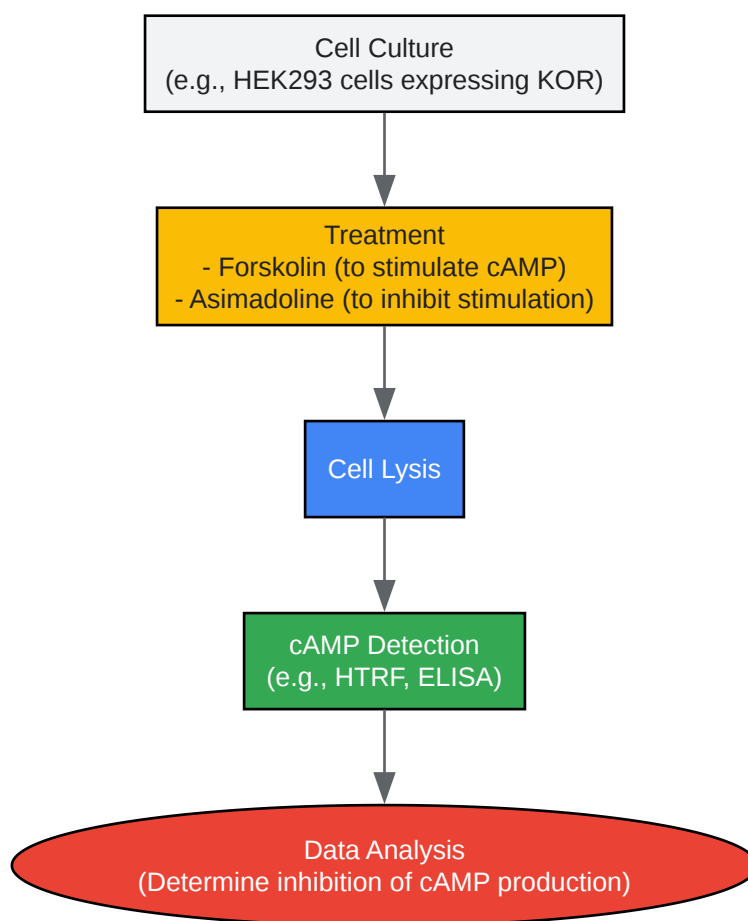 Cell Culture
(e.g., HEK293 cells expressing KOR)
Treatment
- Forskolin (to stimulate cAMP)
- Asimadoline (to inhibit stimulation)
Cell Lysis
cAMP Detection
(e.g., HTRF, ELISA)
Data Analysis
(Determine inhibition of cAMP production)